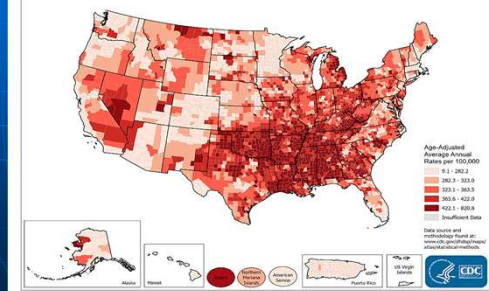 Age-Adjusted
Average Annual
Rates per 100,000
9.1 - 282.2
282.3 - 323.0
323.1 - 363.5
363.6 - 422.0
422.1 - 820.8
Insufficient Data
Data source and
methodology found at:
www.cdc.gov/dhdsp/maps/
atlas/statistical-methods
Alaska
Hawaii
Northern
Mariana
Islands
American
Samoa
Puerto Rico
US Virgin
Islands
CDC